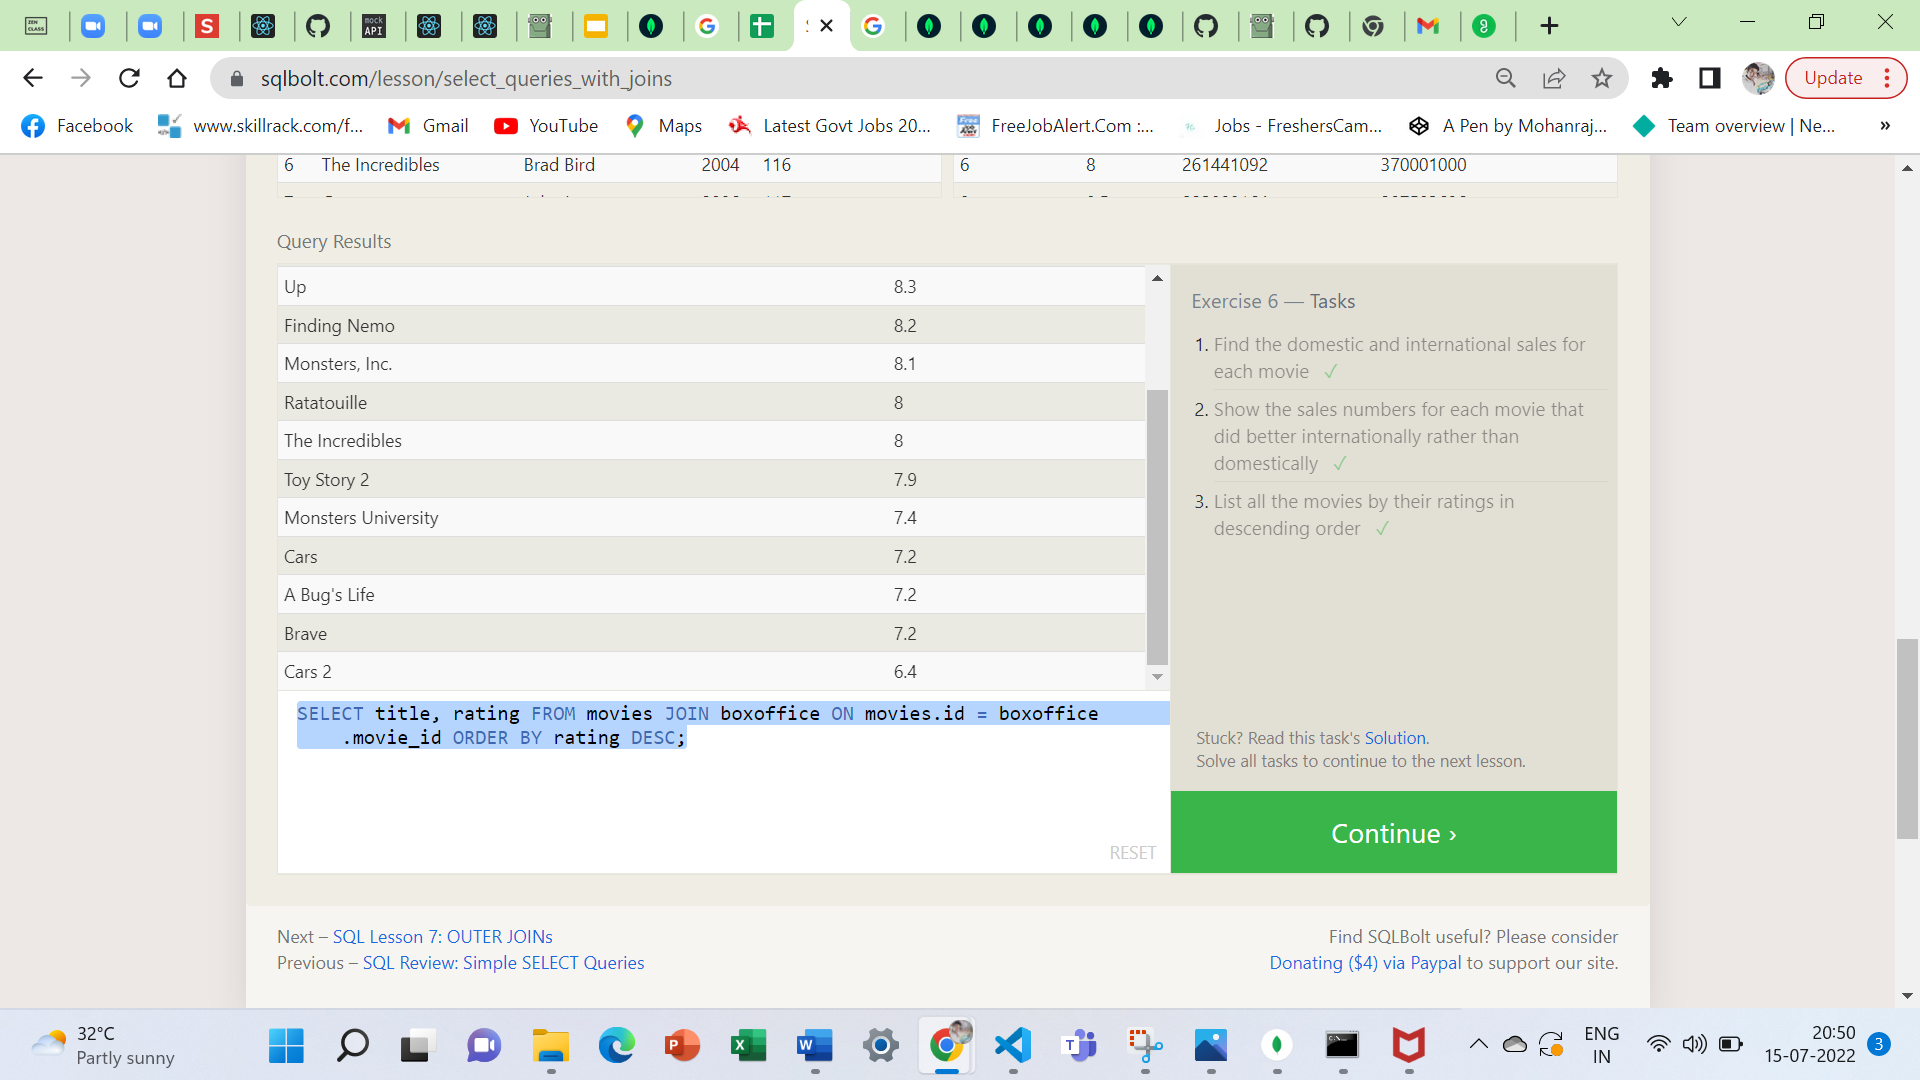 ZEN CLASS
S
mock API
sqlbolt.com/lesson/select_queries_with_joins
Update
Facebook
www.skillrack.com/f...
Gmail
YouTube
Maps
Latest Govt Jobs 20...
FreeJobAlert.Com :...
Jobs - FreshersCam...
A Pen by Mohanraj...
Team overview | Ne...
»
6 The Incredibles Brad Bird 2004 116
6 8 261441092 370001000
Query Results
Up 8.3
Finding Nemo 8.2
Monsters, Inc. 8.1
Ratatouille 8
The Incredibles 8
Toy Story 2 7.9
Monsters University 7.4
Cars 7.2
A Bug's Life 7.2
Brave 7.2
Cars 2 6.4
SELECT title, rating FROM movies JOIN boxoffice ON movies.id = boxoffice
.movie_id ORDER BY rating DESC;
RESET
Exercise 6 — Tasks
1. Find the domestic and international sales for
each movie ✓
2. Show the sales numbers for each movie that
did better internationally rather than
domestically ✓
3. List all the movies by their ratings in
descending order ✓
Stuck? Read this task's Solution.
Solve all tasks to continue to the next lesson.
Continue ›
Next – SQL Lesson 7: OUTER JOINs
Previous – SQL Review: Simple SELECT Queries
Find SQLBolt useful? Please consider
Donating ($4) via Paypal to support our site.
32°C
Partly sunny
ENG
IN
20:50
15-07-2022
3